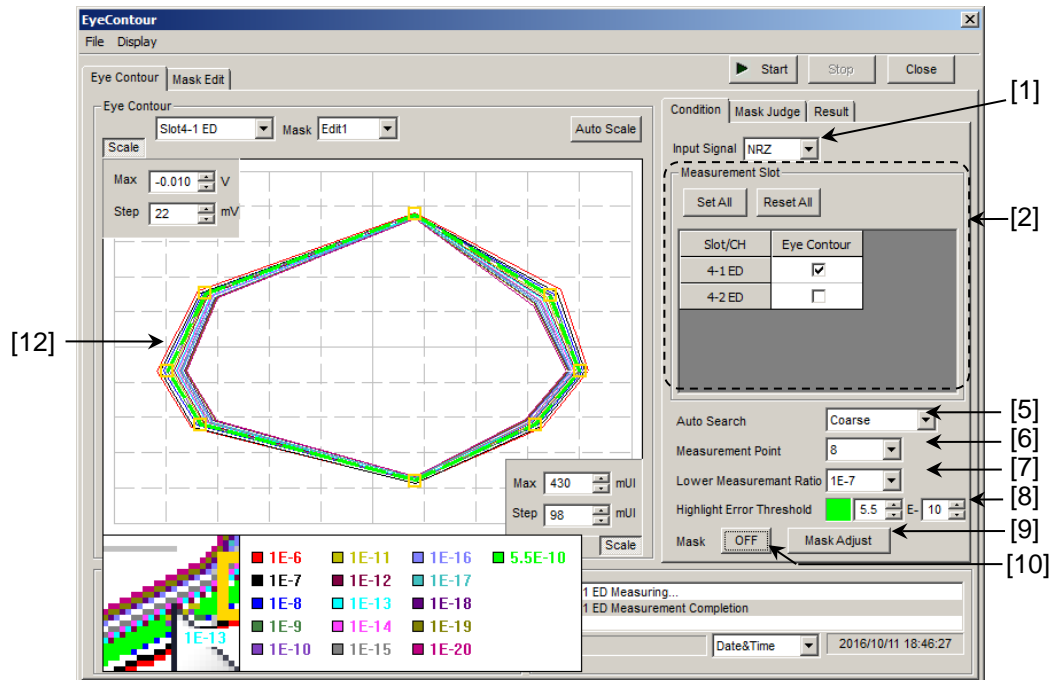 EyeContour
File Display
Start Stop Close
Eye Contour Mask Edit
[1]
Eye Contour
Slot4-1 ED Mask Edit1 Auto Scale
Scale
Max -0.010 V
Step 22 mV
Condition Mask Judge Result
Input Signal NRZ
Measurement Slot
Set All Reset All
[2]
Slot/CH Eye Contour
4-1 ED
4-2 ED
[12]
Auto Search Coarse [5]
Measurement Point 8 [6]
Lower Measuremant Ratio 1E-7 [7]
Highlight Error Threshold 5.5 E- 10 [8]
Mask OFF Mask Adjust [9]
[10]
Max 430 mUI
Step 98 mUI
Scale
1E-13
1E-6 1E-11 1E-16 5.5E-10
1E-7 1E-12 1E-17
1E-8 1E-13 1E-18
1E-9 1E-14 1E-19
1E-10 1E-15 1E-20
1 ED Measuring...
1 ED Measurement Completion
Date&Time 2016/10/11 18:46:27